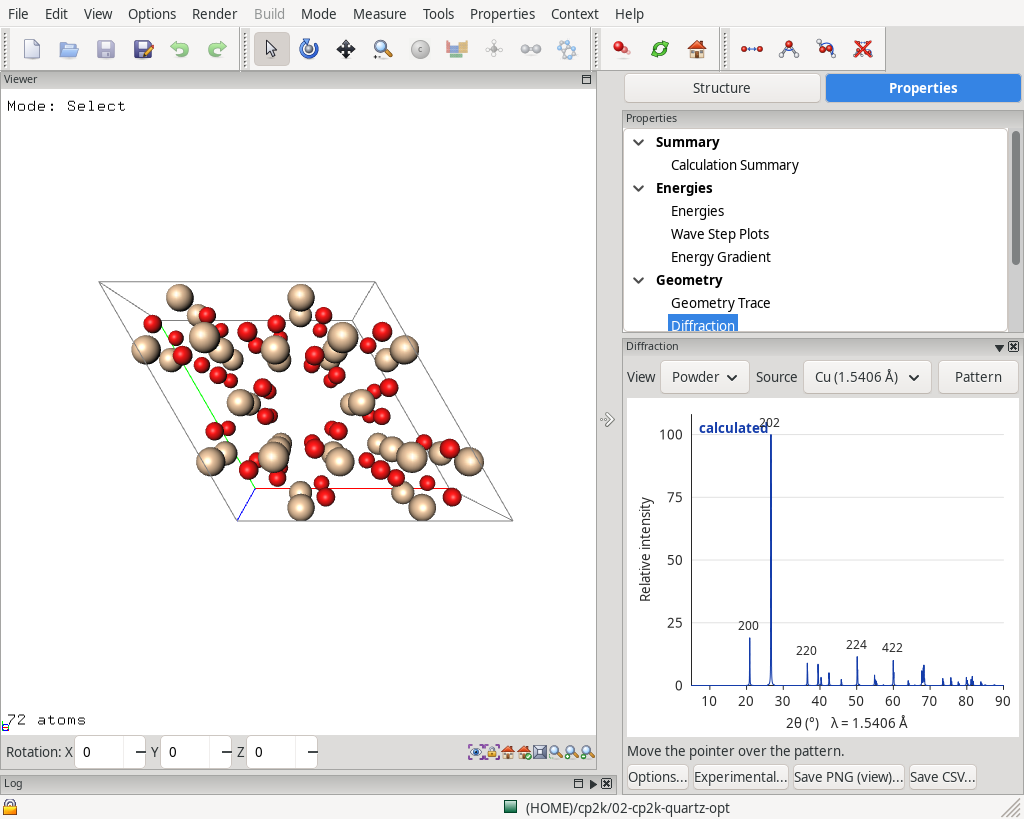 File Edit View Options Render Build Mode Measure Tools Properties Context Help
Viewer
Mode: Select
72 atoms
Rotation: X 0 Y 0 Z 0
Log
Structure Properties
Properties
Summary
Calculation Summary
Energies
Energies
Wave Step Plots
Energy Gradient
Geometry
Geometry Trace
Diffraction
Diffraction
View Powder Source Cu (1.5406 Å) Pattern
calculated
202
200
220
224
422
Relative intensity
100
75
50
25
0
10 20 30 40 50 60 70 80 90
2θ (°) λ = 1.5406 Å
Move the pointer over the pattern.
Options... Experimental... Save PNG (view)... Save CSV...
(HOME)/cp2k/02-cp2k-quartz-opt